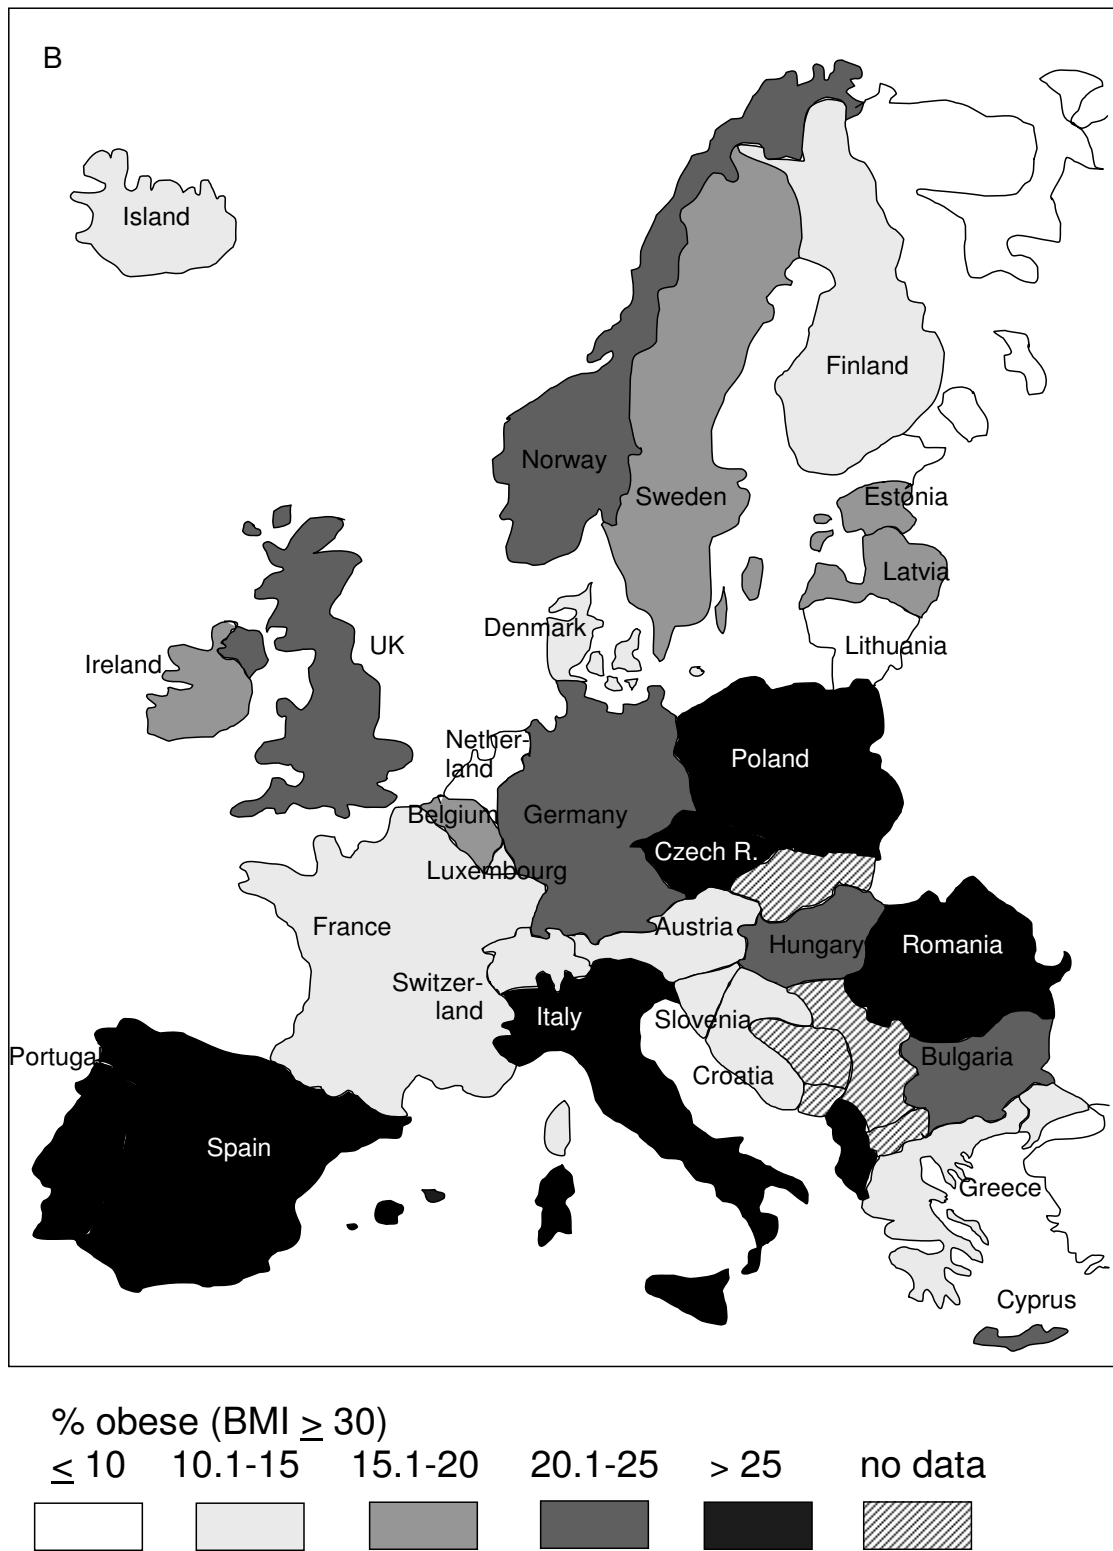 B
Island
Finland
Norway
Sweden
Estónia
Latvia
Denmark
Lithuania
UK
Ireland
Nether-
land
Poland
Belgium
Germany
Czech R.
Luxembourg
France
Austria
Hungary
Romania
Switzer-
land
Italy
Slovenia
Portugal
Bulgaria
Croatia
Spain
Greece
Cyprus
% obese (BMI ≥ 30)
≤ 10 10.1-15 15.1-20 20.1-25 > 25 no data